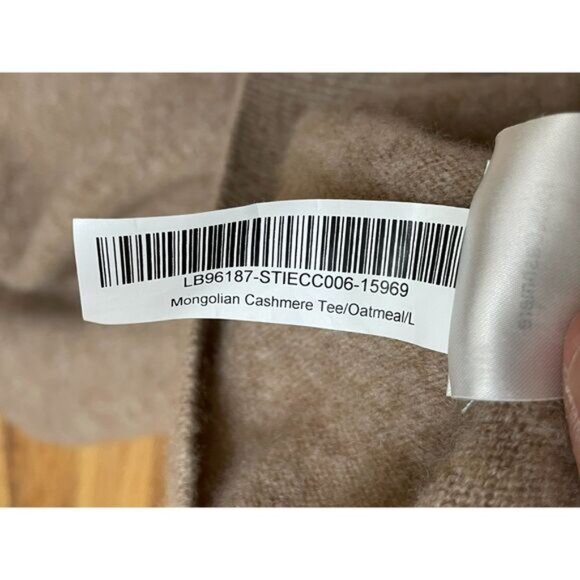 LB96187-STIECC006-15969
Mongolian Cashmere Tee/Oatmeal/L